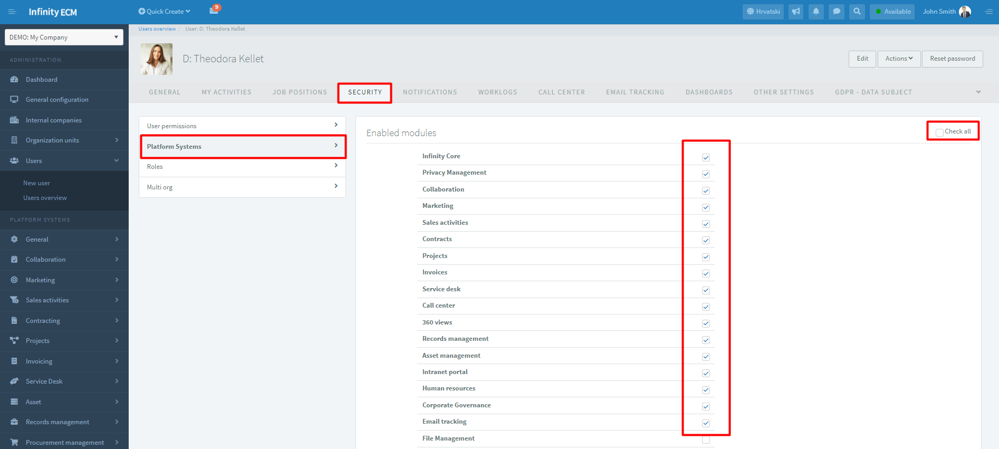 Infinity ECM
Quick Create
9
Hrvatski
Available
John Smith
DEMO: My Company
ADMINISTRATION
Dashboard
General configuration
Internal companies
Organization units
Users
New user
Users overview
PLATFORM SYSTEMS
General
Collaboration
Marketing
Sales activities
Contracting
Projects
Invoicing
Service Desk
Asset
Records management
Procurement management
Users overview / User: D: Theodora Kellet
D: Theodora Kellet
Edit
Actions
Reset password
GENERAL
MY ACTIVITIES
JOB POSITIONS
SECURITY
NOTIFICATIONS
WORKLOGS
CALL CENTER
EMAIL TRACKING
DASHBOARDS
OTHER SETTINGS
GDPR - DATA SUBJECT
User permissions
Platform Systems
Roles
Multi org
Enabled modules
Check all
Infinity Core
Privacy Management
Collaboration
Marketing
Sales activities
Contracts
Projects
Invoices
Service desk
Call center
360 views
Records management
Asset management
Intranet portal
Human resources
Corporate Governance
Email tracking
File Management